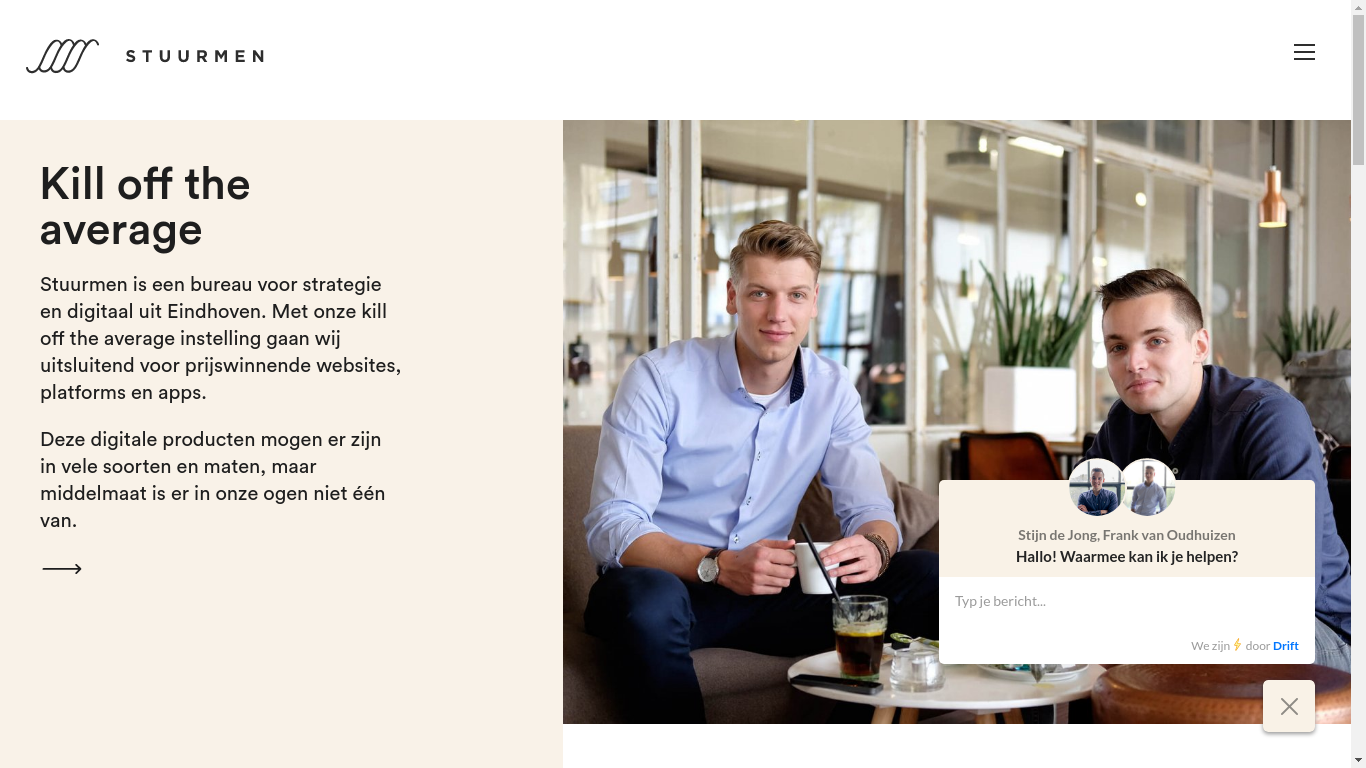 STUURMEN
Kill off the
average
Stuurmen is een bureau voor strategie
en digitaal uit Eindhoven. Met onze kill
off the average instelling gaan wij
uitsluitend voor prijswinnende websites,
platforms en apps.
Deze digitale producten mogen er zijn
in vele soorten en maten, maar
middelmaat is er in onze ogen niet één
van.
Stijn de Jong, Frank van Oudhuizen
Hallo! Waarmee kan ik je helpen?
Typ je bericht...
We zijn ⚡ door Drift